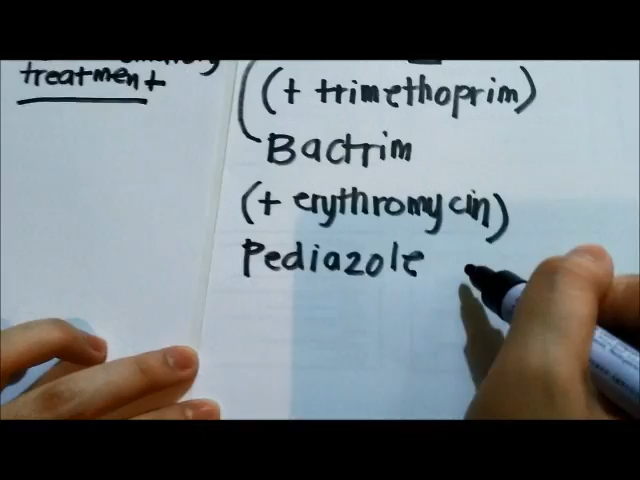 treatment
(+ trimethoprim)
Bactrim
(+ erythromycin)
Pediazole